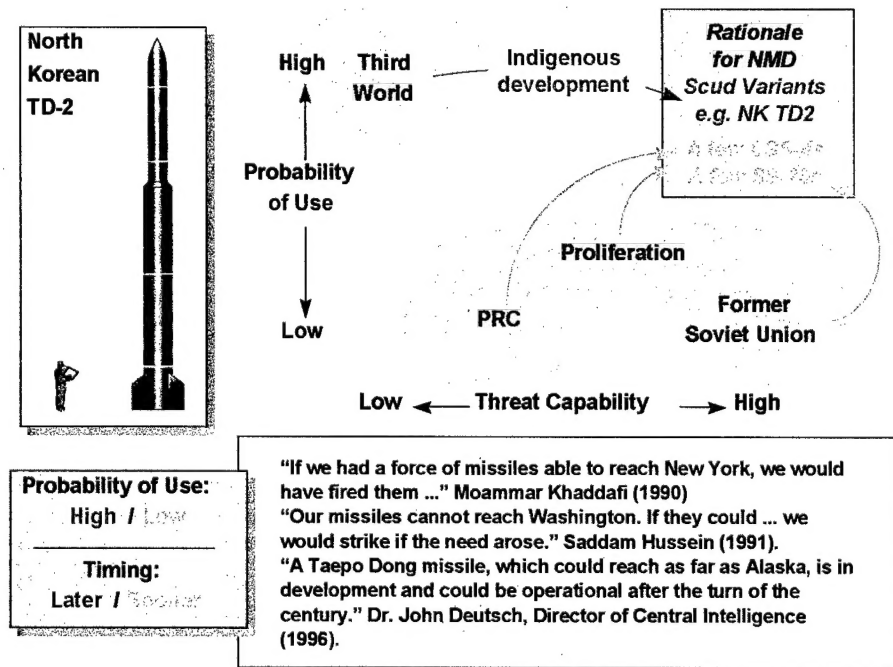 North
Korean
TD-2
High
Third
World
Indigenous
development
Rationale
for NMD
Scud Variants
e.g. NK TD2
A few
A few
Probability
of Use
Proliferation
Low
PRC
Former
Soviet Union
Low
Threat Capability
High
Probability of Use:
High / Low
Timing:
Later / Sooner
“If we had a force of missiles able to reach New York, we would
have fired them ...” Moammar Khaddafi (1990)
“Our missiles cannot reach Washington. If they could ... we
would strike if the need arose.” Saddam Hussein (1991).
“A Taepo Dong missile, which could reach as far as Alaska, is in
development and could be operational after the turn of the
century.” Dr. John Deutsch, Director of Central Intelligence
(1996).